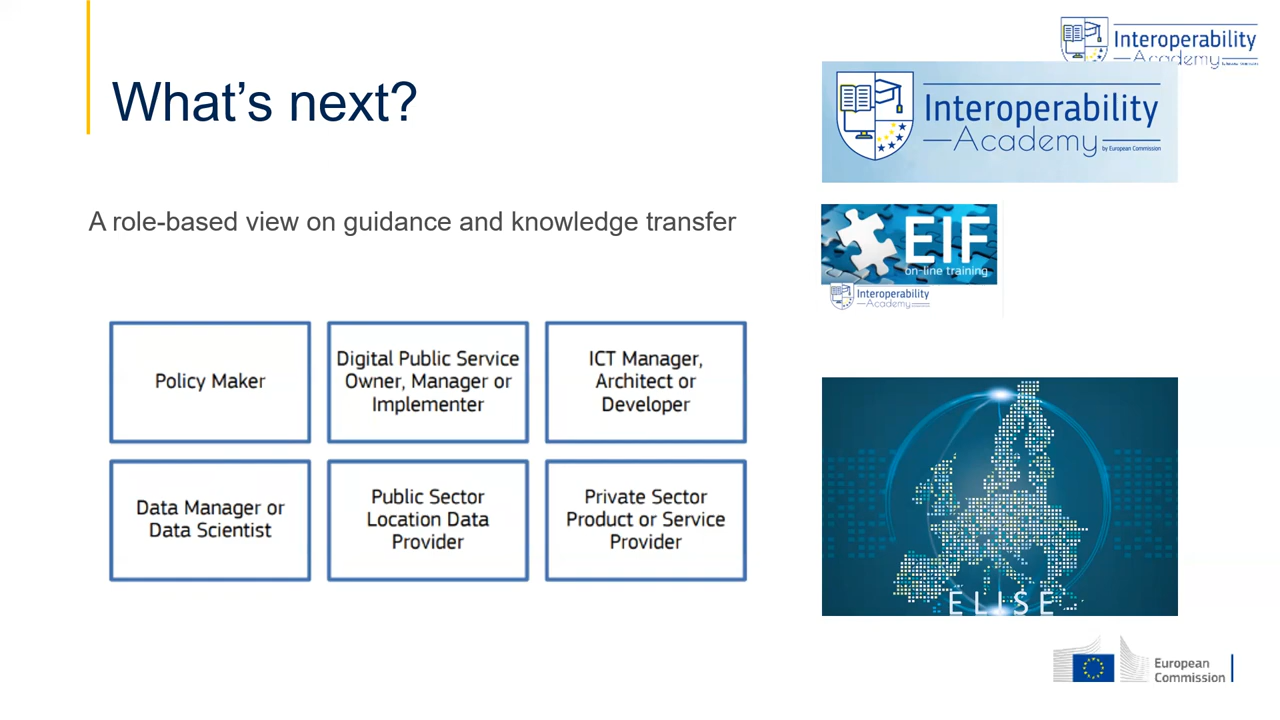 Interoperability
Academy
What's next?
Interoperability
Academy
by European Commission
A role-based view on guidance and knowledge transfer
EIF
on-line training
Interoperability
Academy
Policy Maker
Digital Public Service
Owner, Manager or
Implementer
ICT Manager,
Architect or
Developer
Data Manager or
Data Scientist
Public Sector
Location Data
Provider
Private Sector
Product or Service
Provider
ELISE
European
Commission